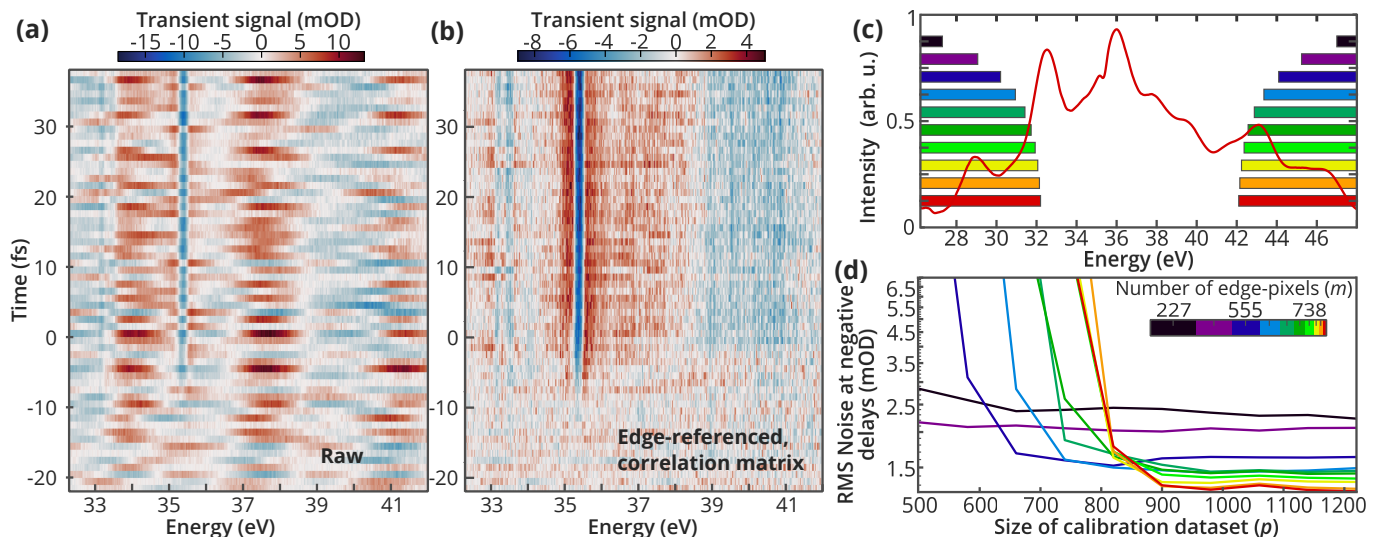 (a)
Transient signal (mOD)
-15 -10 -5 0 5 10
Time (fs)
30
20
10
0
-10
-20
Raw
33 35 37 39 41
Energy (eV)
(b)
Transient signal (mOD)
-8 -6 -4 -2 0 2 4
30
20
10
0
-10
-20
Edge-referenced,
correlation matrix
33 35 37 39 41
Energy (eV)
(c)
Intensity (arb. u.)
1
0.5
0
28 30 32 34 36 38 40 42 44 46
Energy (eV)
(d)
RMS Noise at negative
delays (mOD)
6.5
5.5
4.5
3.5
2.5
1.5
Number of edge-pixels (m)
227 555 738
500 600 700 800 900 1000 1100 1200
Size of calibration dataset (p)